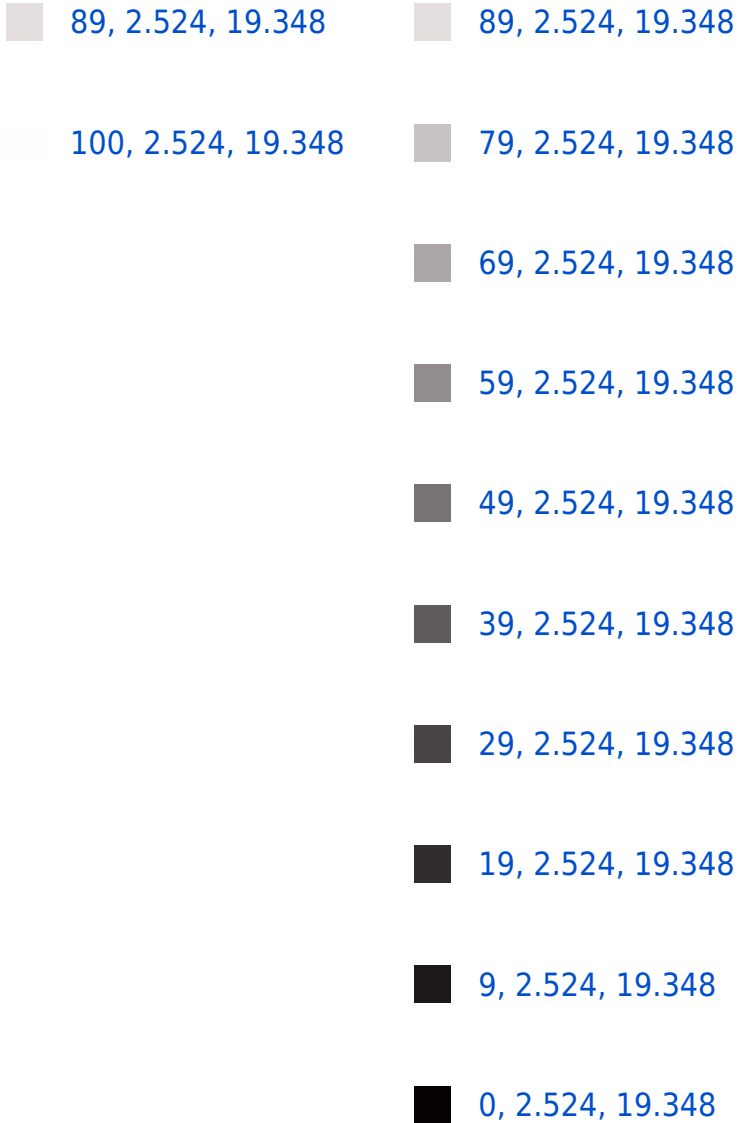 89, 2.524, 19.348
100, 2.524, 19.348
89, 2.524, 19.348
79, 2.524, 19.348
69, 2.524, 19.348
59, 2.524, 19.348
49, 2.524, 19.348
39, 2.524, 19.348
29, 2.524, 19.348
19, 2.524, 19.348
9, 2.524, 19.348
0, 2.524, 19.348